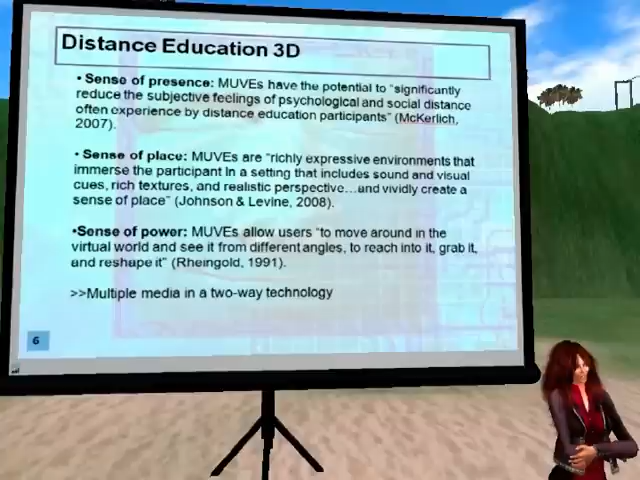 Distance Education 3D
• Sense of presence: MUVEs have the potential to "significantly
reduce the subjective feelings of psychological and social distance
often experience by distance education participants" (McKerlich,
2007).
• Sense of place: MUVEs are "richly expressive environments that
immerse the participant in a setting that includes sound and visual
cues, rich textures, and realistic perspective…and vividly create a
sense of place" (Johnson & Levine, 2008).
•Sense of power: MUVEs allow users "to move around in the
virtual world and see it from different angles, to reach into it, grab it,
and reshape it" (Rheingold, 1991).
>>Multiple media in a two-way technology
6